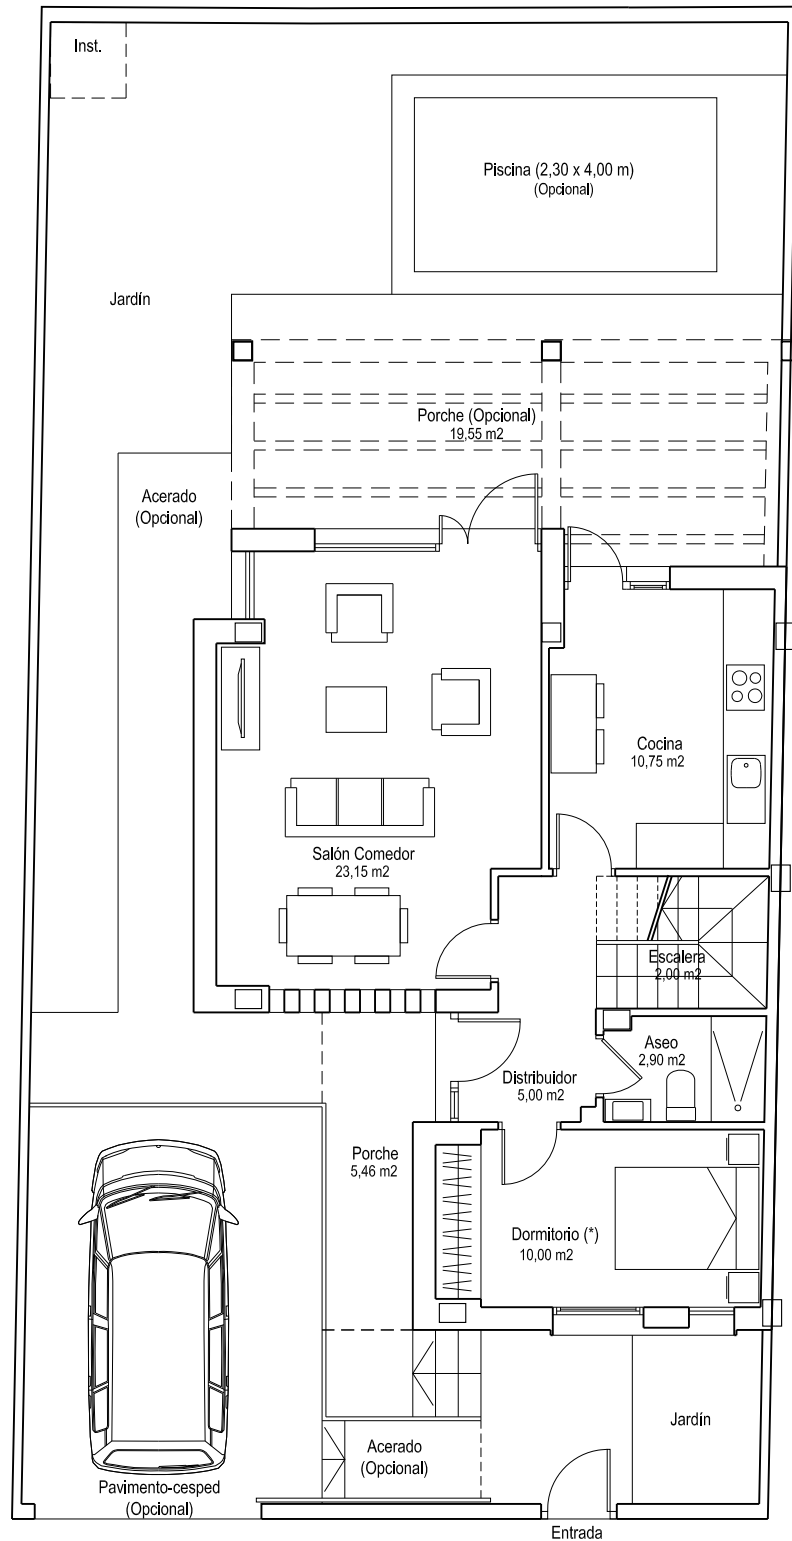 Inst.
Piscina (2,30 x 4,00 m)
(Opcional)
Jardín
Porche (Opcional)
19,55 m2
Acerado
(Opcional)
Cocina
10,75 m2
Salón Comedor
23,15 m2
Escalera
2,00 m2
Aseo
2,90 m2
Distribuidor
5,00 m2
Porche
5,46 m2
Dormitorio (*)
10,00 m2
Jardín
Acerado
(Opcional)
Pavimento-cesped
(Opcional)
Entrada